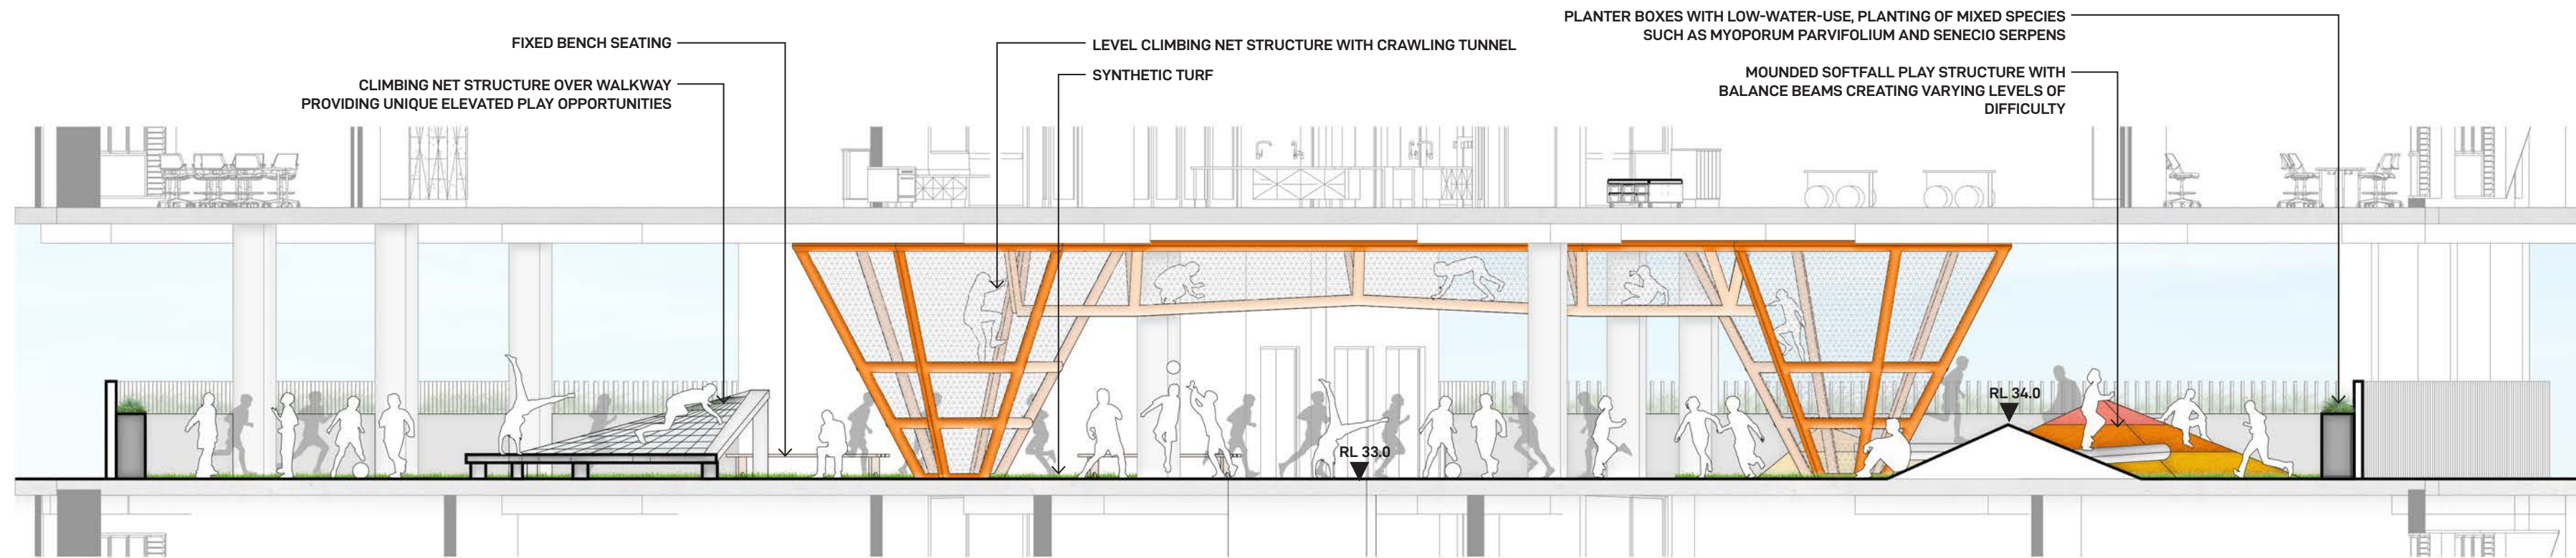 FIXED BENCH SEATING
CLIMBING NET STRUCTURE OVER WALKWAY
PROVIDING UNIQUE ELEVATED PLAY OPPORTUNITIES
LEVEL CLIMBING NET STRUCTURE WITH CRAWLING TUNNEL
SYNTHETIC TURF
PLANTER BOXES WITH LOW-WATER-USE, PLANTING OF MIXED SPECIES
SUCH AS MYOPORUM PARVIFOLIUM AND SENECIO SERPENS
MOUNDED SOFTFALL PLAY STRUCTURE WITH
BALANCE BEAMS CREATING VARYING LEVELS OF
DIFFICULTY
RL 34.0
RL 33.0